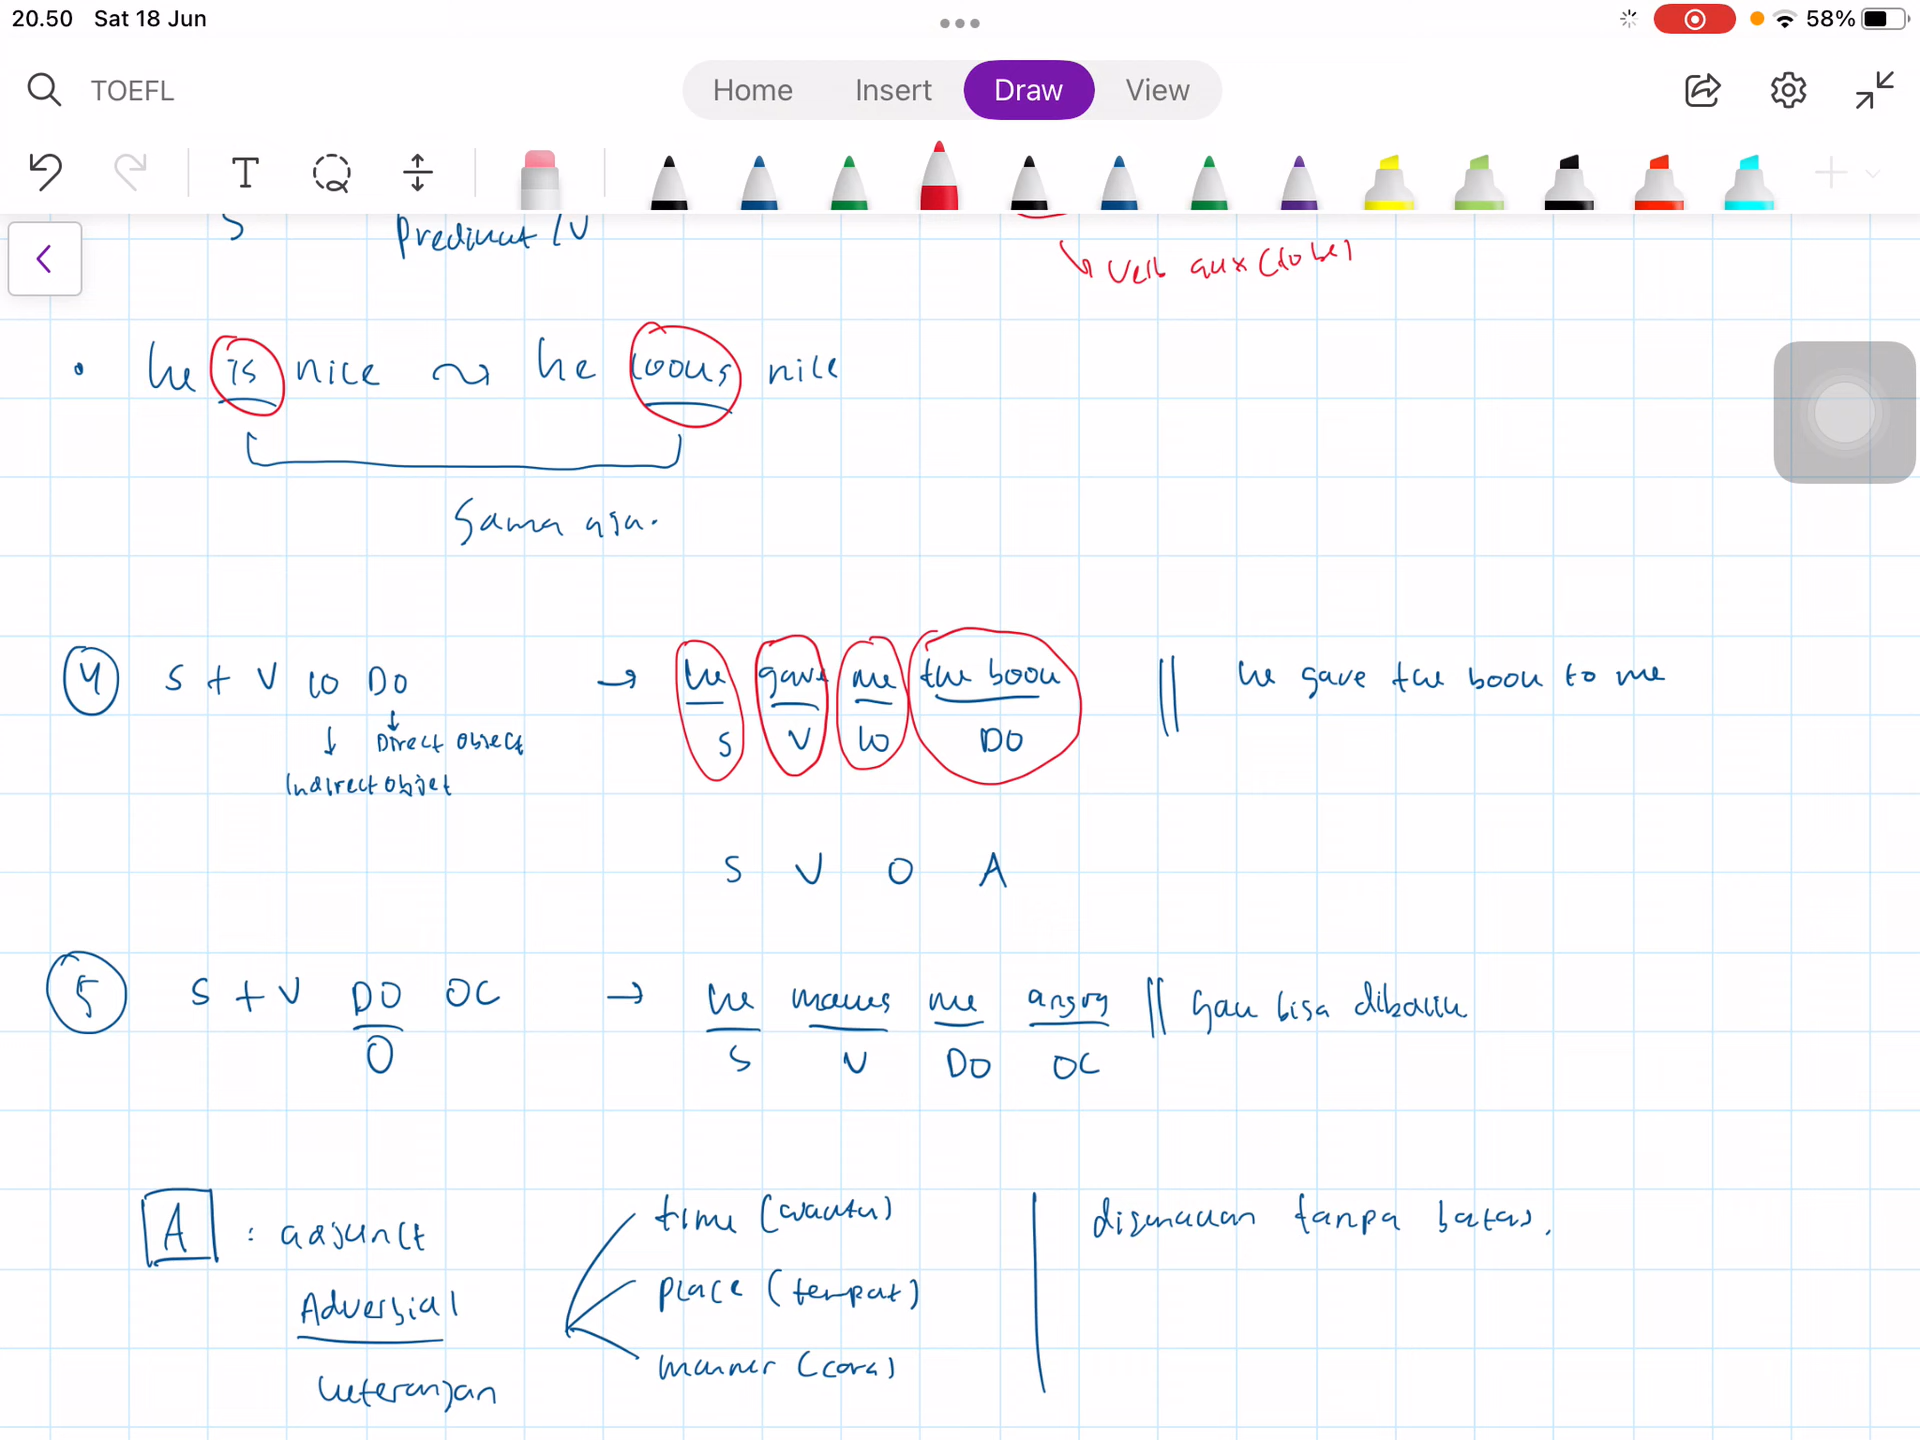 20.50 Sat 18 Jun
58%
TOEFL
Home Insert Draw View
T
S Predikat / V
Verb aux (to be)
• he is nice he looks nice
Sama aja.
4 S + V IO DO → he gave me the book || he gave the book to me
↓ ↓ Direct Object S V IO DO
Indirect Objet
S V O A
5 S + V DO OC → he makes me angry || gak bisa dibalik
O S V DO OC
A : adjunct time (waktu) digunakan tanpa batas.
Adverbial place (tempat)
keterangan manner (cara)